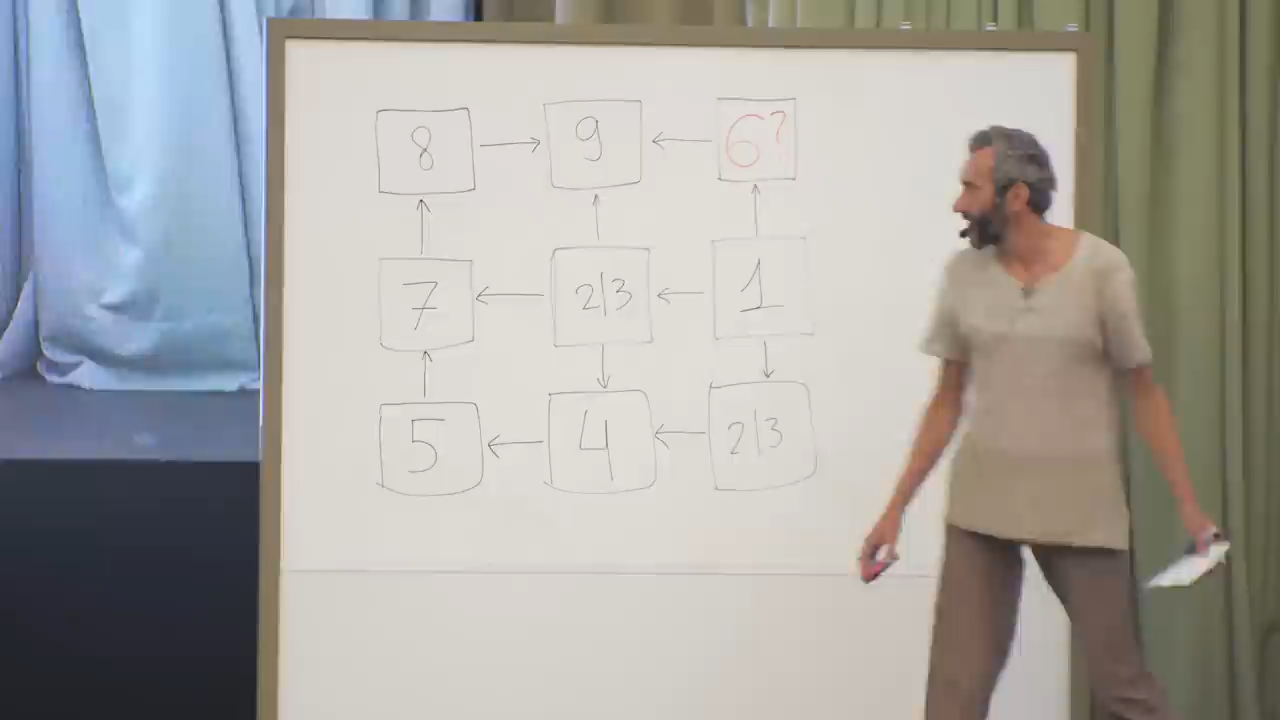 8 → 9 ← 6?
7 ← 2|3 ← 1
5 ← 4 ← 2|3